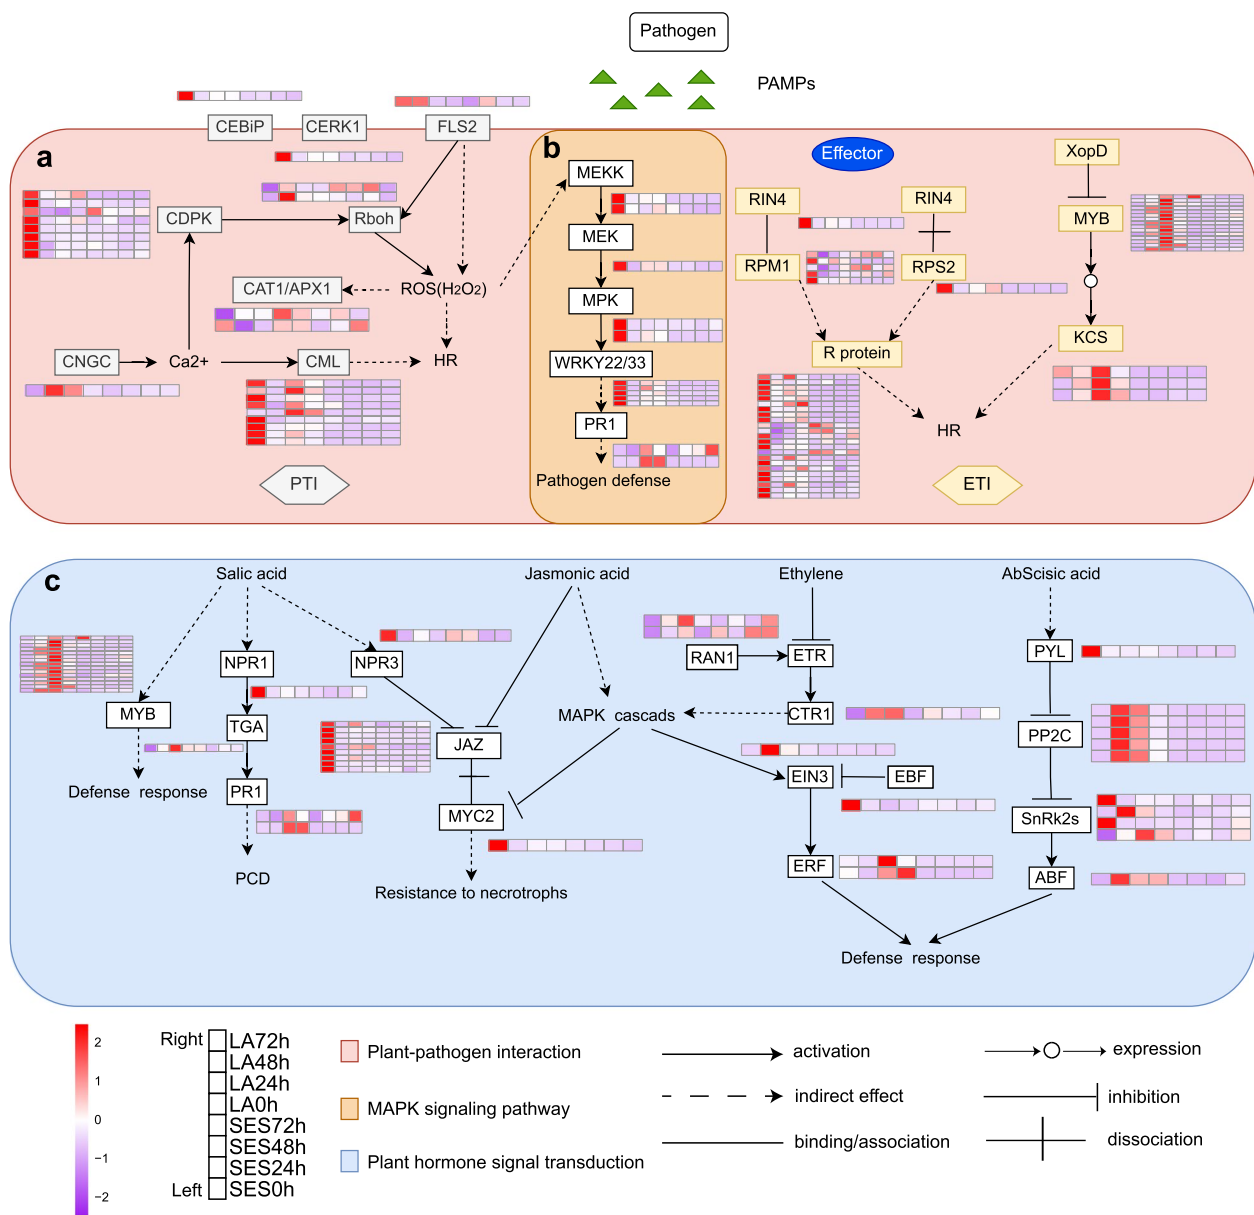 Pathogen
PAMPs
CEBiP
CERK1
FLS2
a
b
Effector
XopD
MEKK
RIN4
RIN4
CDPK
Rboh
MYB
MEK
RPM1
RPS2
CAT1/APX1
ROS(H2O2)
MPK
CNGC
Ca2+
CML
HR
WRKY22/33
R protein
KCS
PR1
HR
PTI
Pathogen defense
ETI
c
Salic acid
Jasmonic acid
Ethylene
AbScisic acid
NPR1
NPR3
RAN1
ETR
PYL
MYB
TGA
MAPK cascads
CTR1
JAZ
PP2C
Defense response
PR1
EIN3
EBF
MYC2
SnRk2s
PCD
Resistance to necrotrophs
ERF
ABF
Defense response
2
1
0
−1
−2
Right
LA72h
LA48h
LA24h
LA0h
SES72h
SES48h
SES24h
Left
SES0h
Plant-pathogen interaction
MAPK signaling pathway
Plant hormone signal transduction
activation
indirect effect
binding/association
expression
inhibition
dissociation